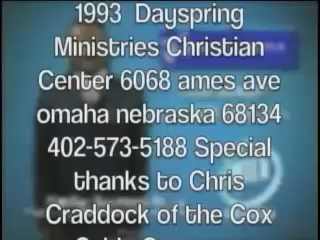 1993 Dayspring
Ministries Christian
Center 6068 ames ave
omaha nebraska 68134
402-573-5188 Special
thanks to Chris
Craddock of the Cox